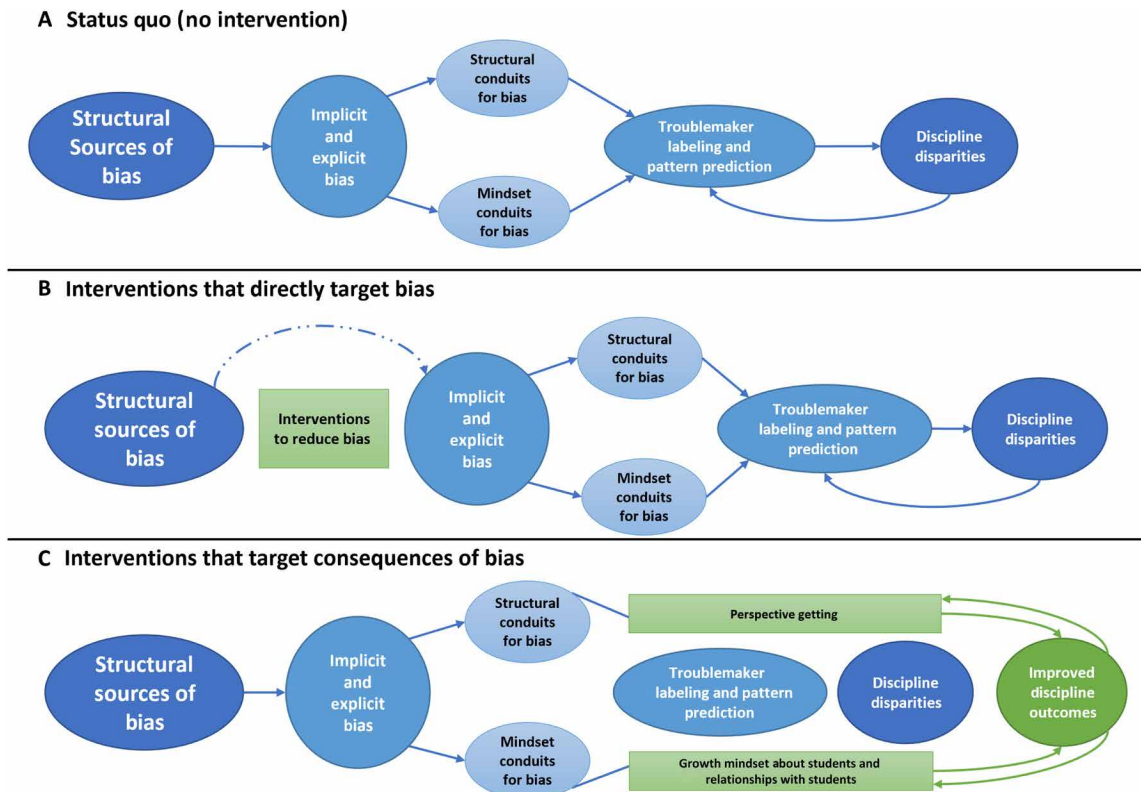 A Status quo (no intervention)
Structural
Sources of
bias
Implicit
and
explicit
bias
Structural
conduits
for bias
Mindset
conduits
for bias
Troublemaker
labeling and
pattern prediction
Discipline
disparities
B Interventions that directly target bias
Structural
sources of
bias
Interventions
to reduce bias
Implicit
and
explicit
bias
Structural
conduits
for bias
Mindset
conduits
for bias
Troublemaker
labeling and pattern
prediction
Discipline
disparities
C Interventions that target consequences of bias
Structural
sources of
bias
Implicit
and
explicit
bias
Structural
conduits
for bias
Mindset
conduits
for bias
Perspective getting
Troublemaker
labeling and pattern
prediction
Discipline
disparities
Improved
discipline
outcomes
Growth mindset about students and
relationships with students